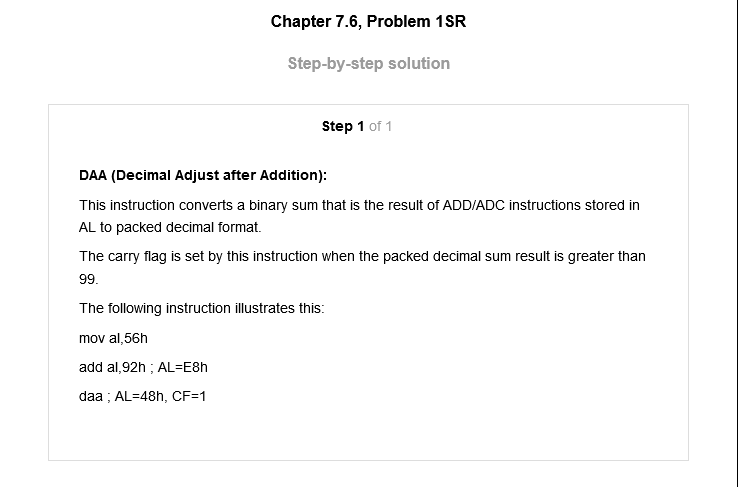 Chapter 7.6, Problem 1SR
Step-by-step solution
Step 1 of 1
DAA (Decimal Adjust after Addition):
This instruction converts a binary sum that is the result of ADD/ADC instructions stored in
AL to packed decimal format.
The carry flag is set by this instruction when the packed decimal sum result is greater than
99.
The following instruction illustrates this:
mov al,56h
add al,92h ; AL=E8h
daa ; AL=48h, CF=1